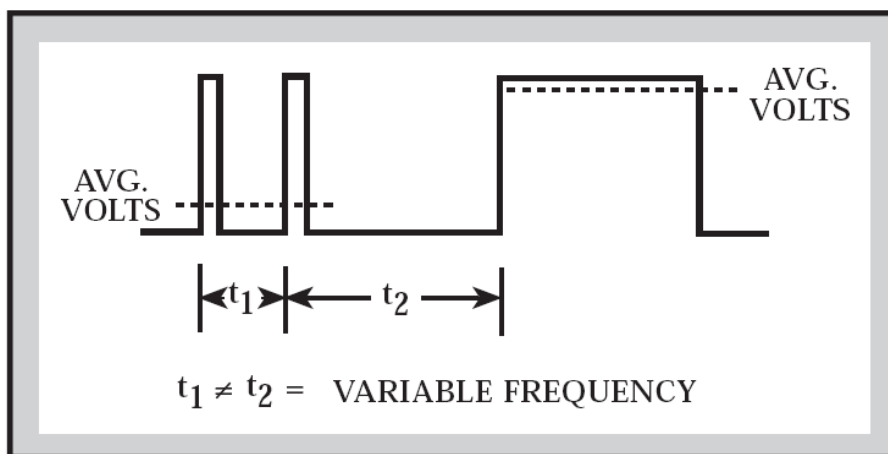 AVG.
VOLTS
AVG.
VOLTS
t1
t2
t1 ≠ t2 = VARIABLE FREQUENCY